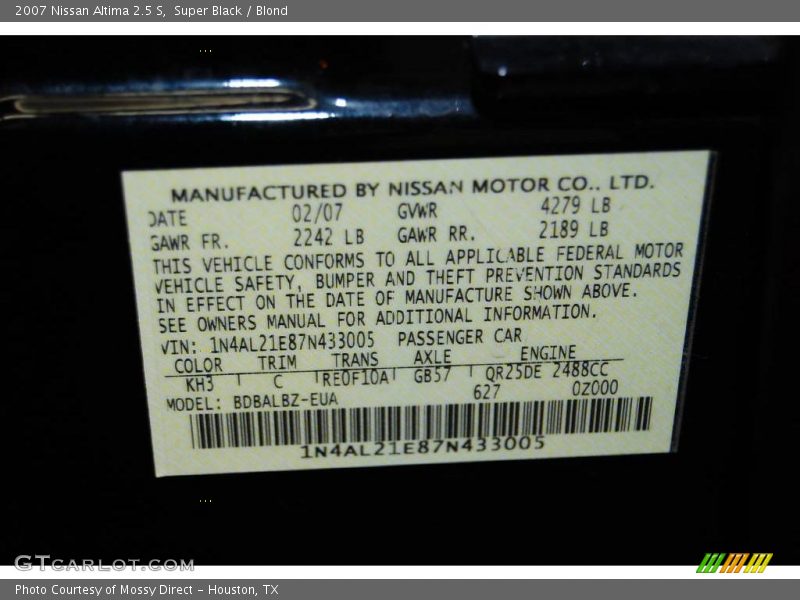 2007 Nissan Altima 2.5 S, Super Black / Blond
MANUFACTURED BY NISSAN MOTOR CO., LTD.
DATE 02/07 GVWR 4279 LB
GAWR FR. 2242 LB GAWR RR. 2189 LB
THIS VEHICLE CONFORMS TO ALL APPLICABLE FEDERAL MOTOR
VEHICLE SAFETY, BUMPER AND THEFT PREVENTION STANDARDS
IN EFFECT ON THE DATE OF MANUFACTURE SHOWN ABOVE.
SEE OWNERS MANUAL FOR ADDITIONAL INFORMATION.
VIN: 1N4AL21E87N433005 PASSENGER CAR
COLOR TRIM TRANS AXLE ENGINE
KH3 C RE0F10A GB57 QR25DE 2488CC
627 0Z000
MODEL: BDBALBZ-EUA
1N4AL21E87N433005
GTCARLOT.COM
Photo Courtesy of Mossy Direct – Houston, TX